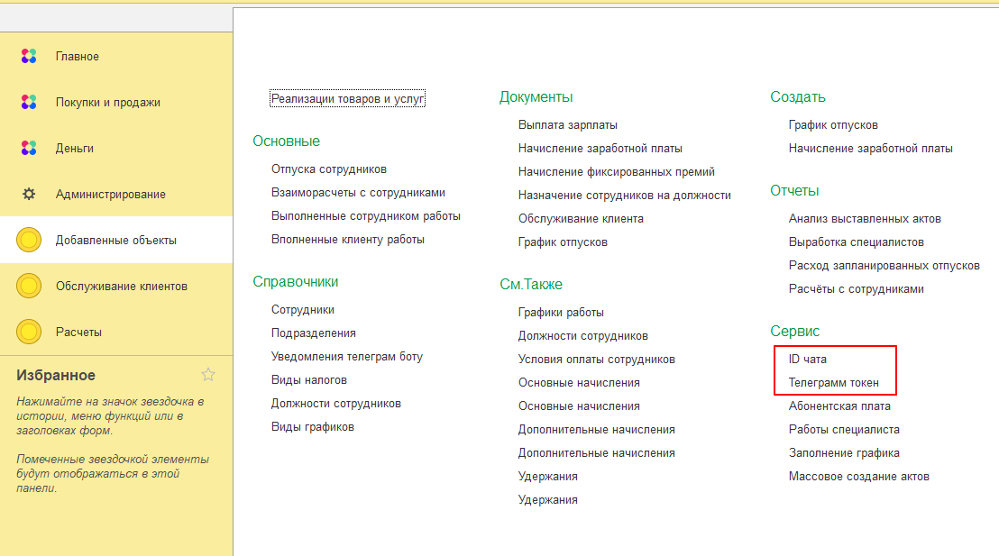 Главное
Покупки и продажи
Деньги
Администрирование
Добавленные объекты
Обслуживание клиентов
Расчеты
Избранное
Нажимайте на значок звездочка в
истории, меню функций или в
заголовках форм.
Помеченные звездочкой элементы
будут отображаться в этой
панели.
Реализации товаров и услуг
Основные
Отпуска сотрудников
Взаиморасчеты с сотрудниками
Выполненные сотрудником работы
Вполненные клиенту работы
Справочники
Сотрудники
Подразделения
Уведомления телеграм боту
Виды налогов
Должности сотрудников
Виды графиков
Документы
Выплата зарплаты
Начисление заработной платы
Начисление фиксированных премий
Назначение сотрудников на должности
Обслуживание клиента
График отпусков
См.Также
Графики работы
Должности сотрудников
Условия оплаты сотрудников
Основные начисления
Основные начисления
Дополнительные начисления
Дополнительные начисления
Удержания
Удержания
Создать
График отпусков
Начисление заработной платы
Отчеты
Анализ выставленных актов
Выработка специалистов
Расход запланированных отпусков
Расчёты с сотрудниками
Сервис
ID чата
Телеграмм токен
Абонентская плата
Работы специалиста
Заполнение графика
Массовое создание актов